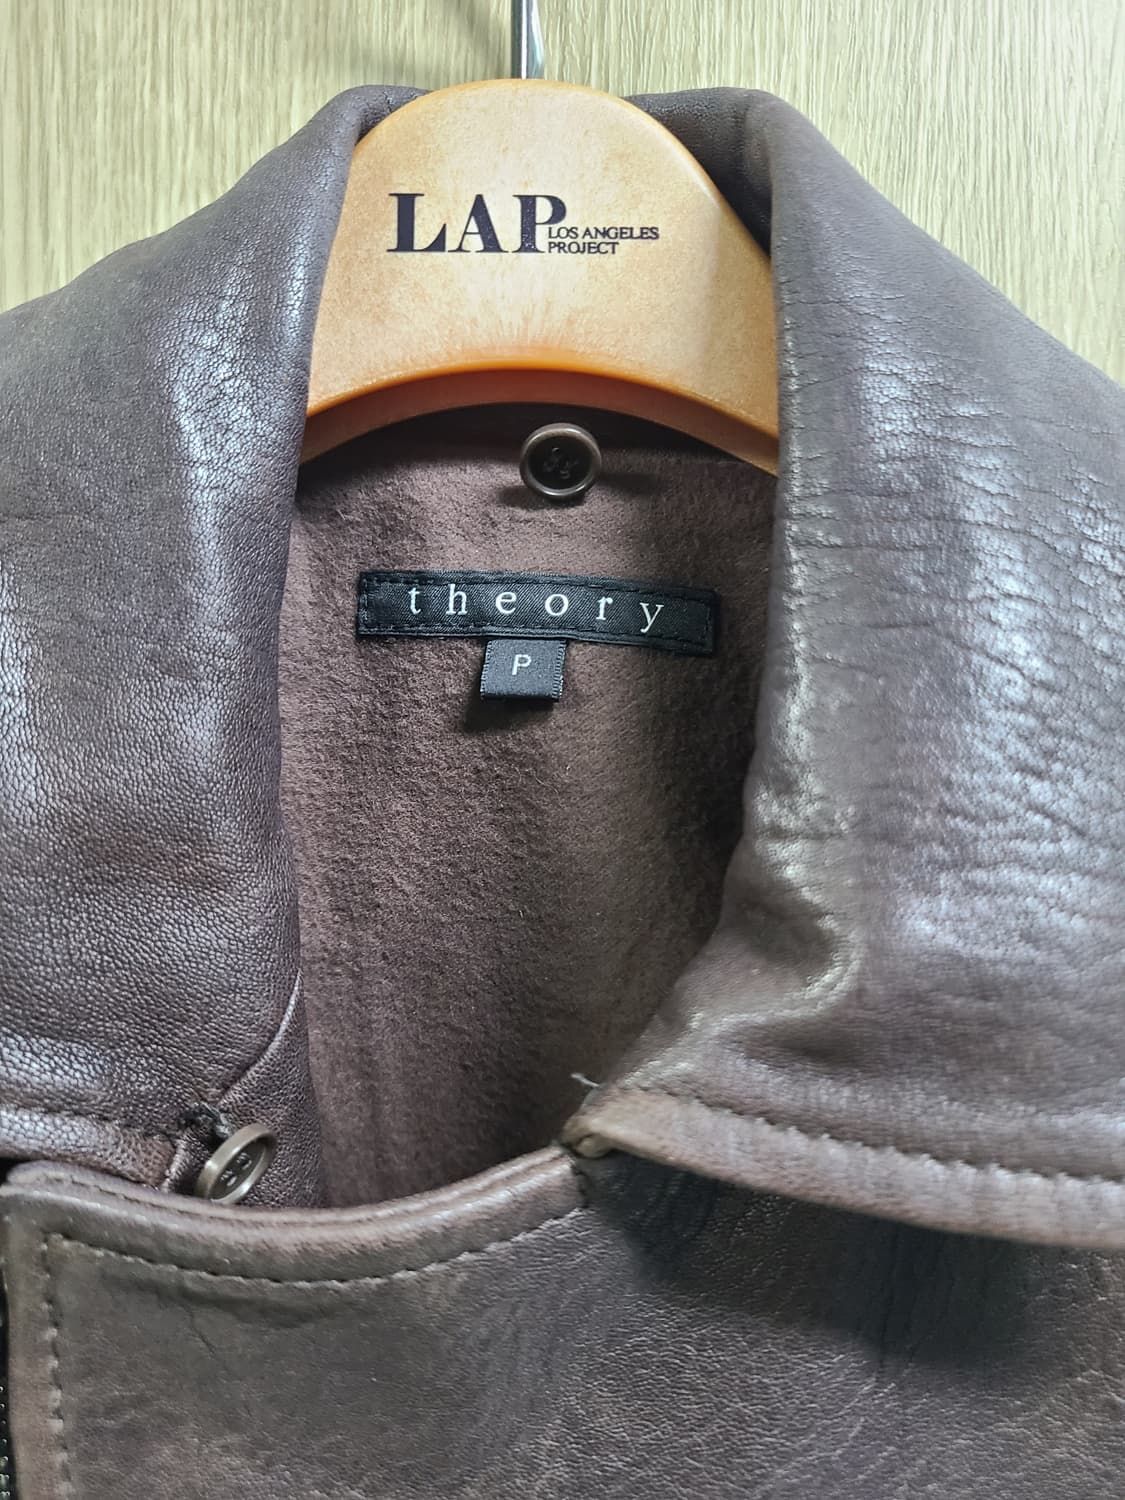 LAP
LOS ANGELES
PROJECT
theory
P